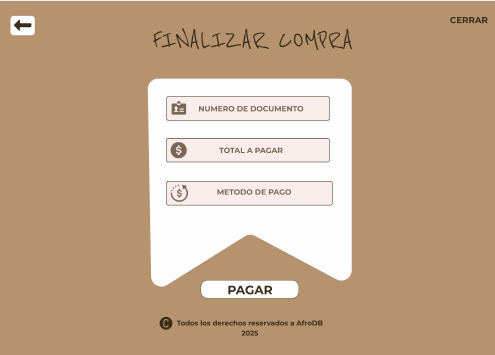 CERRAR
FINALIZAR COMPRA
NUMERO DE DOCUMENTO
$ TOTAL A PAGAR
$ METODO DE PAGO
PAGAR
C Todos los derechos reservados a AfroDB
2025